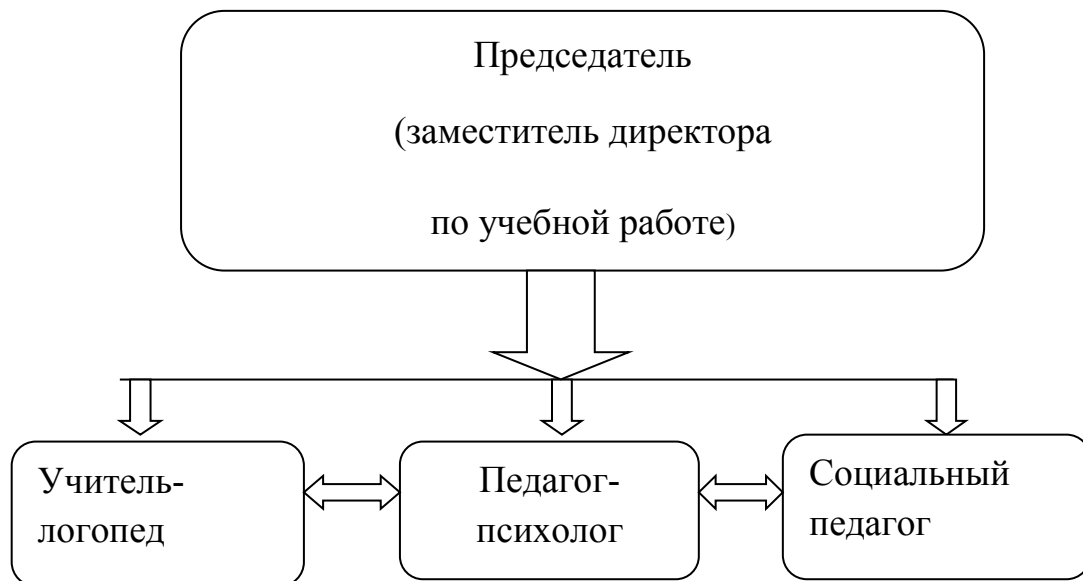 Председатель
(заместитель директора
по учебной работе)
Учитель-
логопед
Педагог-
психолог
Социальный
педагог